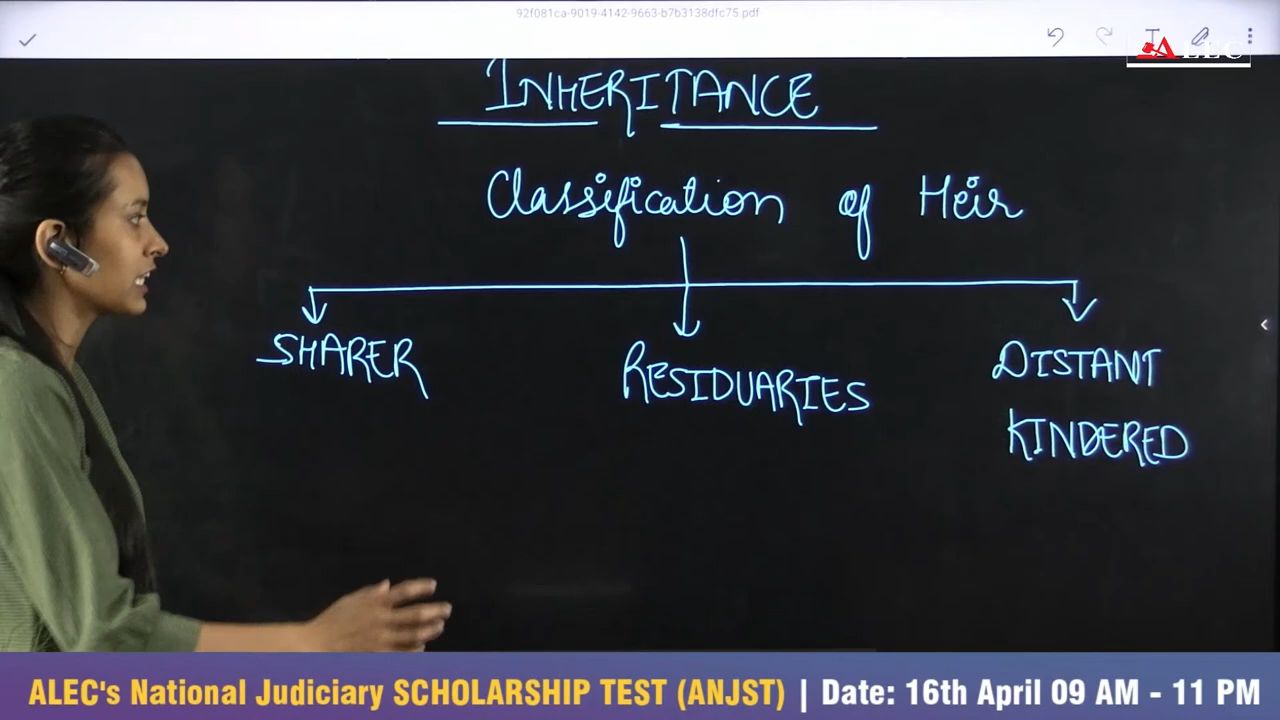 92f081ca-9019-4142-9663-b7b3138dfc75 pdf
ALEC
INHERITANCE
Classification of Heir
SHARER
RESIDUARIES
DISTANT
KINDERED
ALEC's National Judiciary SCHOLARSHIP TEST (ANJST) | Date: 16th April 09 AM - 11 PM